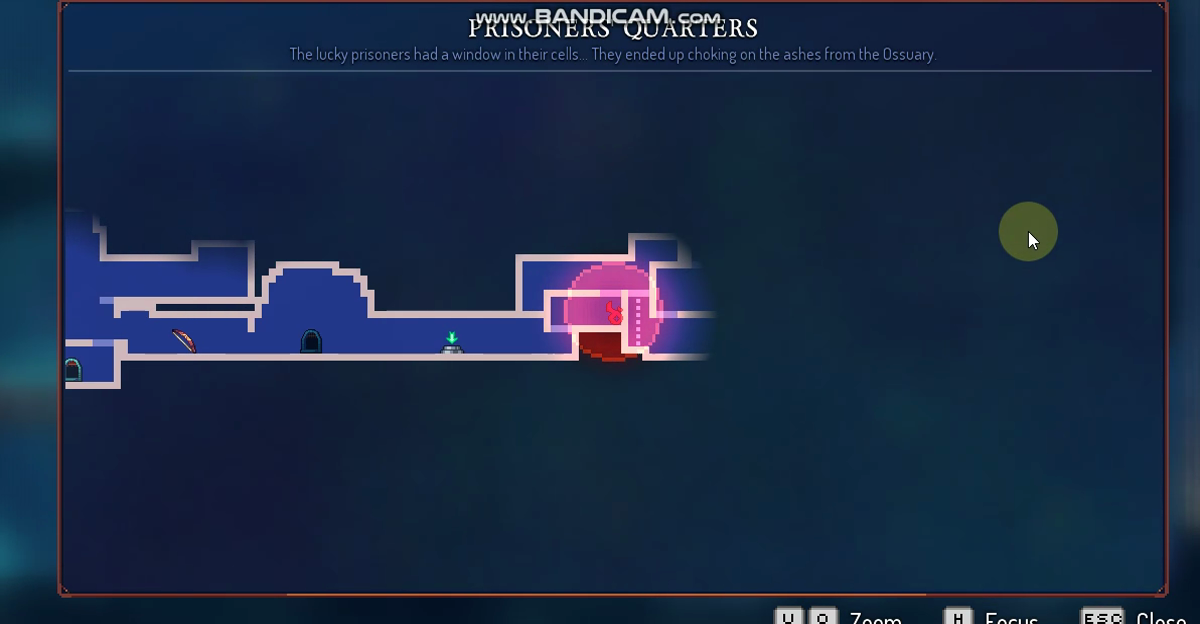 www.BANDICAM.com
PRISONERS' QUARTERS
The lucky prisoners had a window in their cells... They ended up choking on the ashes from the Ossuary.
Zoom H Focus ESC Close